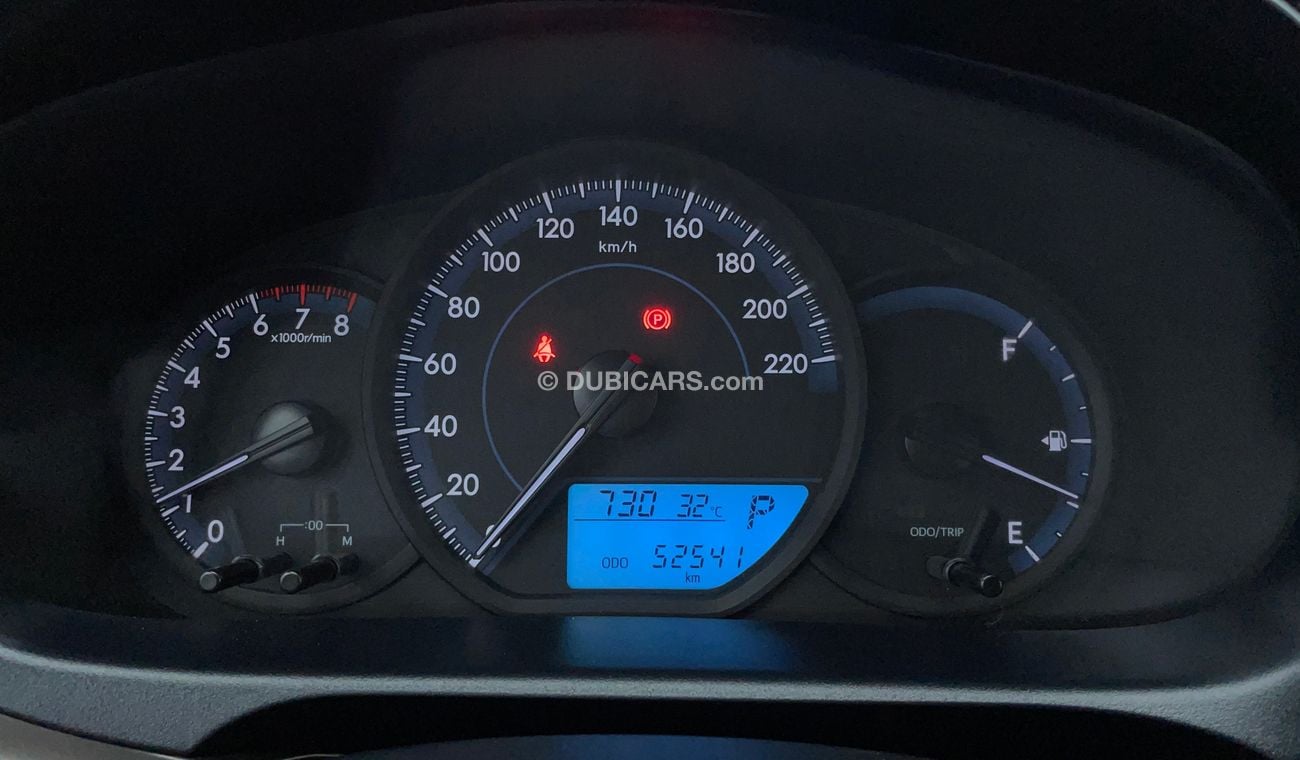 120 140 160
km/h
100 180
80 200
60 220
40
20
0
6 7 8
x1000r/min
5
4
3
2
1
0
:00
H M
P
© DUBICARS.com
730 32°C P
ODO 52541
km
F
ODO/TRIP
E